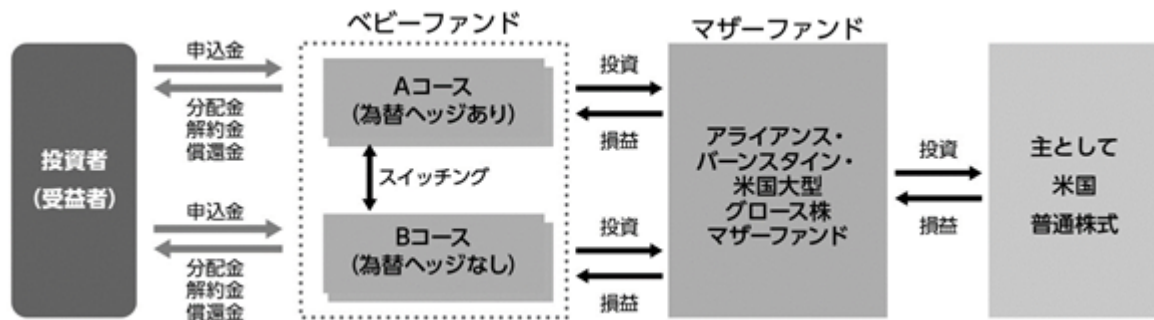 ベビーファンド
マザーファンド
投資者
(受益者)
申込金
分配金
解約金
償還金
申込金
分配金
解約金
償還金
Aコース
(為替ヘッジあり)
スイッチング
Bコース
(為替ヘッジなし)
投資
損益
投資
損益
アライアンス・
バーンスタイン・
米国大型
グロース株
マザーファンド
投資
損益
主として
米国
普通株式